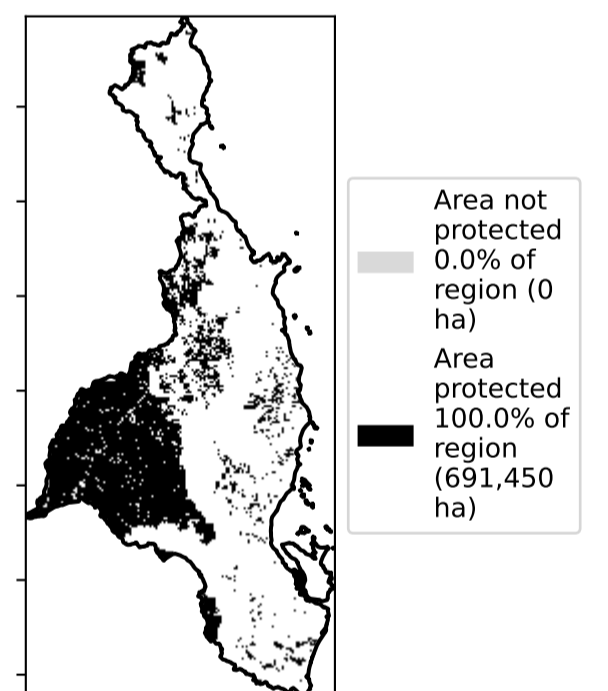 Area not
protected
0.0% of
region (0
ha)
Area
protected
100.0% of
region
(691,450
ha)